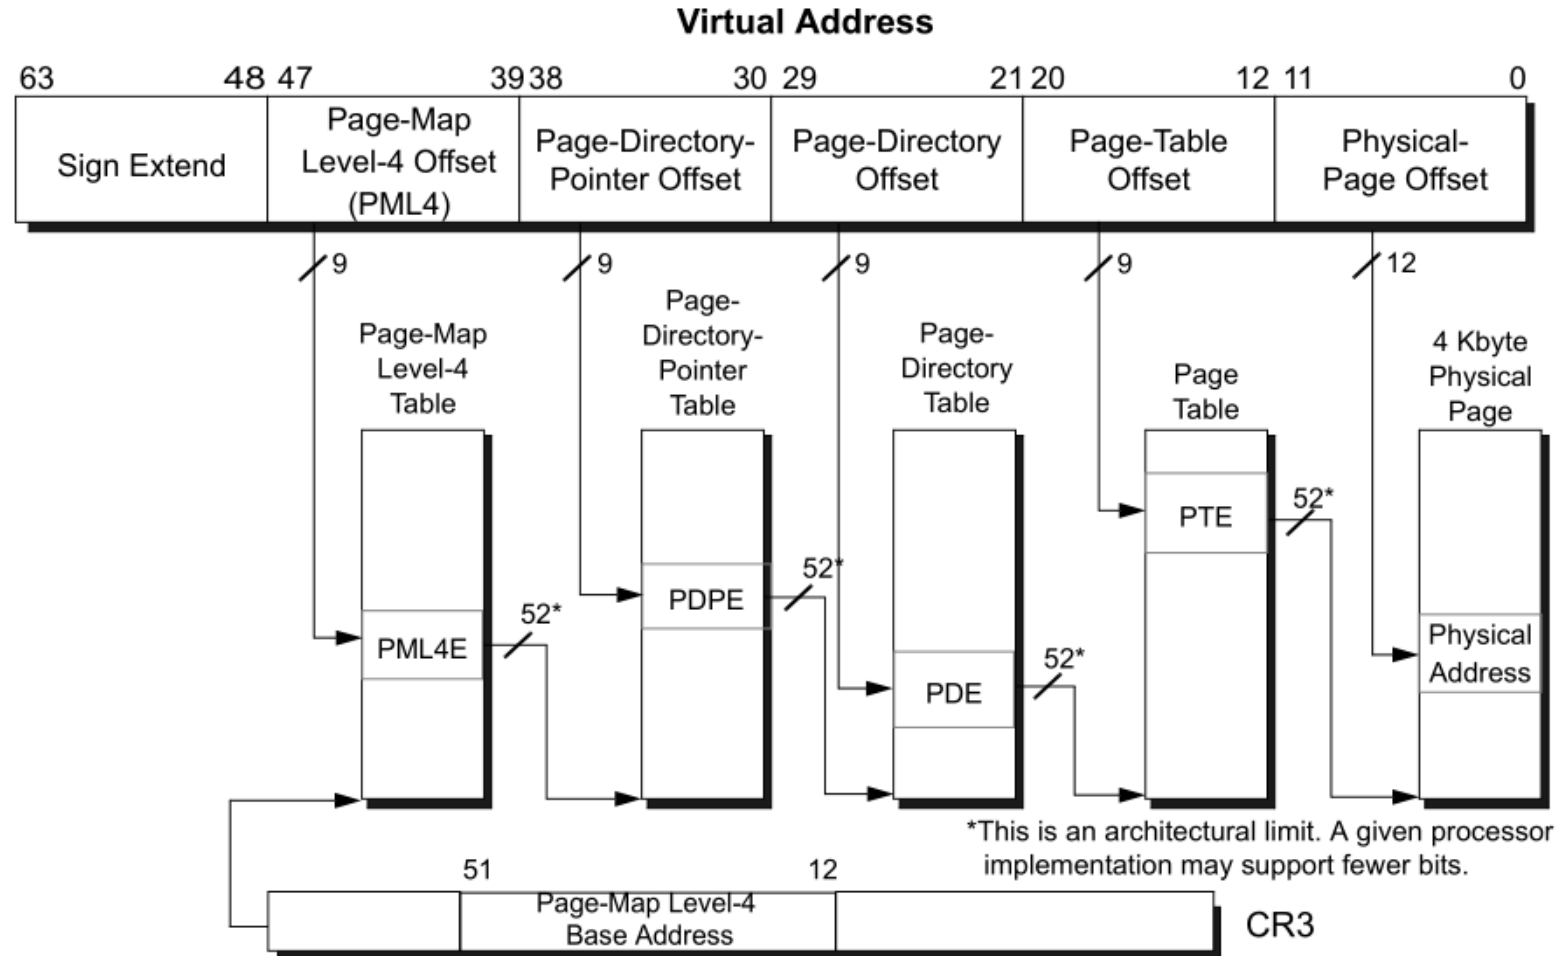 Virtual Address
63 48 47 39 38 30 29 21 20 12 11 0
Sign Extend
Page-Map
Level-4 Offset
(PML4)
Page-Directory-
Pointer Offset
Page-Directory
Offset
Page-Table
Offset
Physical-
Page Offset
9 9 9 9 12
Page-Map
Level-4
Table
Page-
Directory-
Pointer
Table
Page-
Directory
Table
Page
Table
4 Kbyte
Physical
Page
PML4E
52*
PDPE
52*
PDE
52*
PTE
52*
Physical
Address
*This is an architectural limit. A given processor
implementation may support fewer bits.
51 12
Page-Map Level-4
Base Address
CR3